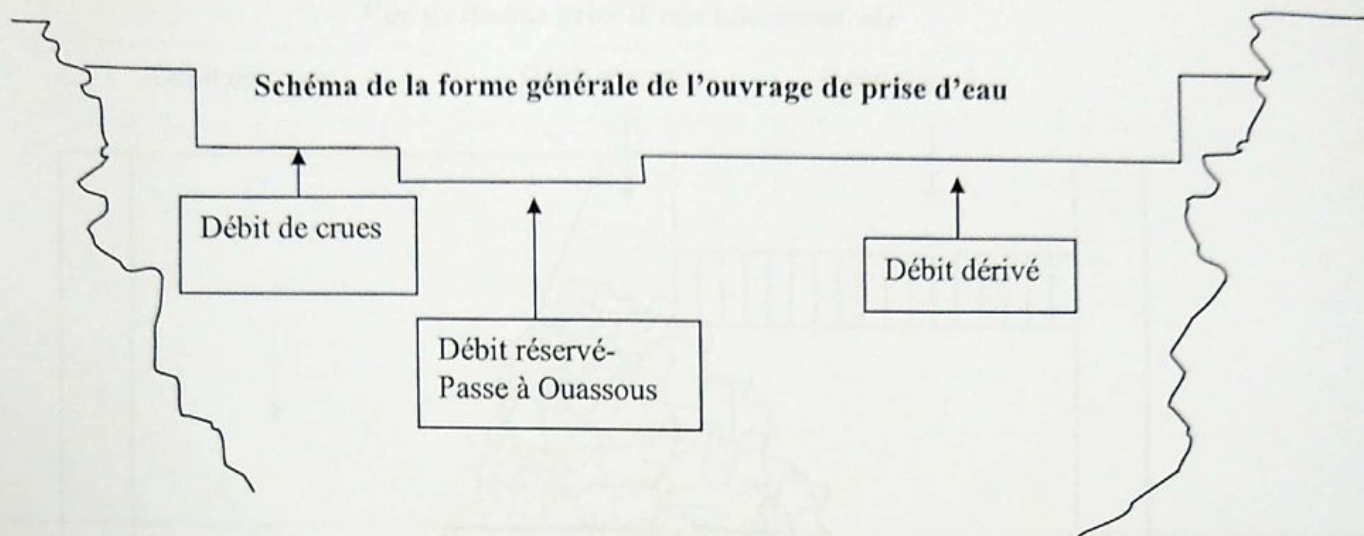 Schéma de la forme générale de l'ouvrage de prise d'eau
Débit de crues
Débit dérivé
Débit réservé-
Passe à Ouassous